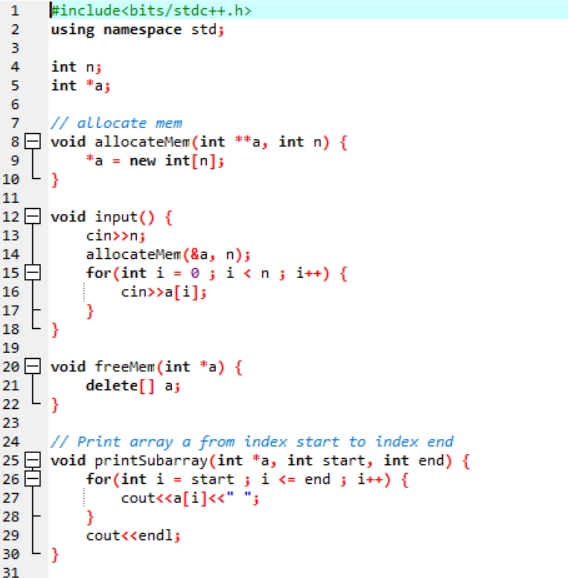 1 #include<bits/stdc++.h>
2 using namespace std;
3
4 int n;
5 int *a;
6
7 // allocate mem
8 void allocateMem(int **a, int n) {
9     *a = new int[n];
10 }
11
12 void input() {
13     cin>>n;
14     allocateMem(&a, n);
15     for(int i = 0 ; i < n ; i++) {
16         cin>>a[i];
17     }
18 }
19
20 void freeMem(int *a) {
21     delete[] a;
22 }
23
24 // Print array a from index start to index end
25 void printSubarray(int *a, int start, int end) {
26     for(int i = start ; i <= end ; i++) {
27         cout<<a[i]<<" ";
28     }
29     cout<<endl;
30 }
31